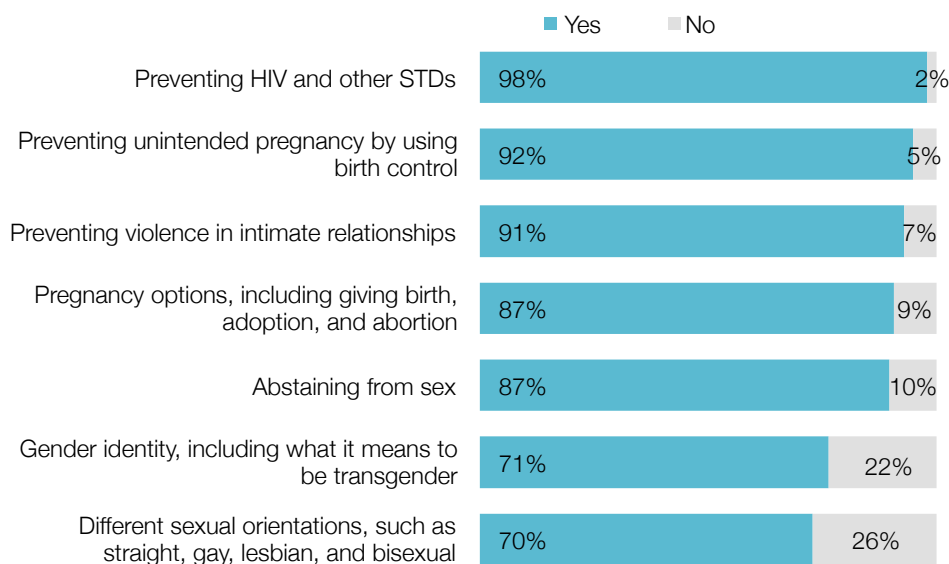 Yes No
Preventing HIV and other STDs 98% 2%
Preventing unintended pregnancy by using
birth control 92% 5%
Preventing violence in intimate relationships 91% 7%
Pregnancy options, including giving birth,
adoption, and abortion 87% 9%
Abstaining from sex 87% 10%
Gender identity, including what it means to
be transgender 71% 22%
Different sexual orientations, such as
straight, gay, lesbian, and bisexual 70% 26%